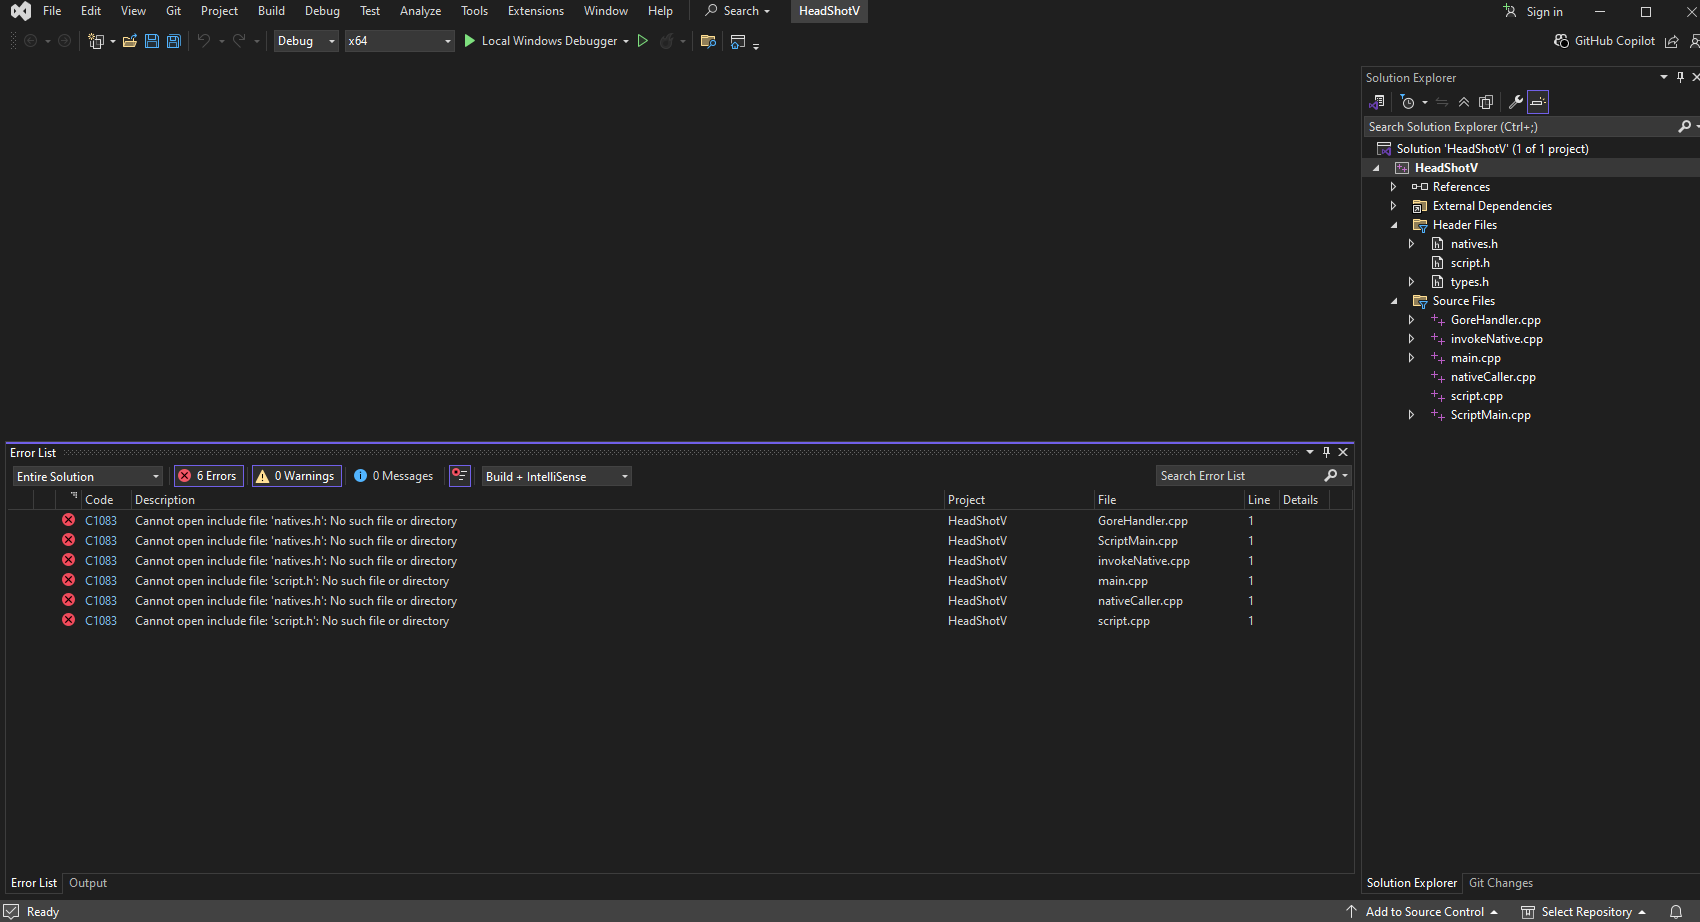 File Edit View Git Project Build Debug Test Analyze Tools Extensions Window Help Search HeadShotV Sign in
Debug x64 Local Windows Debugger GitHub Copilot
Solution Explorer
Search Solution Explorer (Ctrl+;)
Solution 'HeadShotV' (1 of 1 project)
HeadShotV
References
External Dependencies
Header Files
natives.h
script.h
types.h
Source Files
GoreHandler.cpp
invokeNative.cpp
main.cpp
nativeCaller.cpp
script.cpp
ScriptMain.cpp
Error List
Entire Solution 6 Errors 0 Warnings 0 Messages Build + IntelliSense Search Error List
Code Description Project File Line Details
C1083 Cannot open include file: 'natives.h': No such file or directory HeadShotV GoreHandler.cpp 1
C1083 Cannot open include file: 'natives.h': No such file or directory HeadShotV ScriptMain.cpp 1
C1083 Cannot open include file: 'natives.h': No such file or directory HeadShotV invokeNative.cpp 1
C1083 Cannot open include file: 'script.h': No such file or directory HeadShotV main.cpp 1
C1083 Cannot open include file: 'natives.h': No such file or directory HeadShotV nativeCaller.cpp 1
C1083 Cannot open include file: 'script.h': No such file or directory HeadShotV script.cpp 1
Error List Output
Solution Explorer Git Changes
Ready Add to Source Control Select Repository